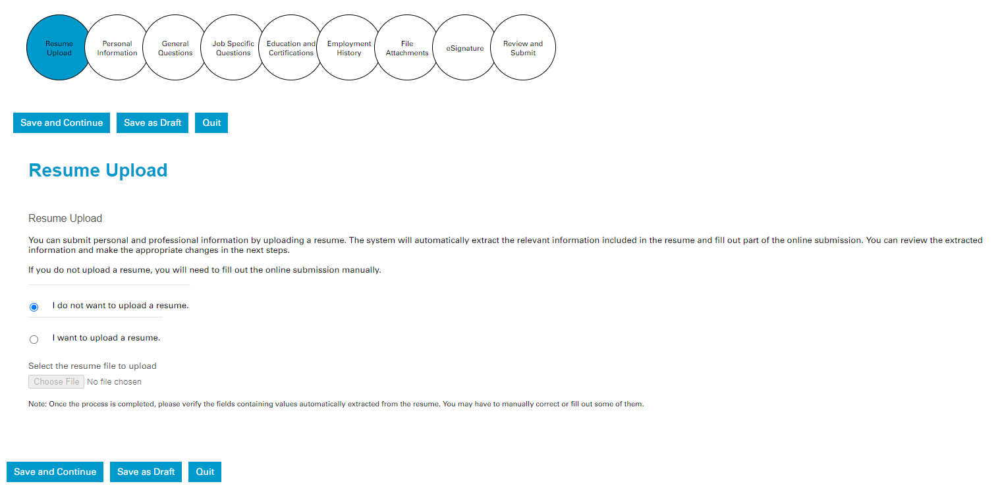 Resume
Upload
Personal
Information
General
Questions
Job Specific
Questions
Education and
Certifications
Employment
History
File
Attachments
eSignature
Review and
Submit
Save and Continue
Save as Draft
Quit
Resume Upload
Resume Upload
You can submit personal and professional information by uploading a resume. The system will automatically extract the relevant information included in the resume and fill out part of the online submission. You can review the extracted
information and make the appropriate changes in the next steps.
If you do not upload a resume, you will need to fill out the online submission manually.
I do not want to upload a resume.
I want to upload a resume.
Select the resume file to upload
Choose File No file chosen
Note: Once the process is completed, please verify the fields containing values automatically extracted from the resume. You may have to manually correct or fill out some of them.
Save and Continue
Save as Draft
Quit